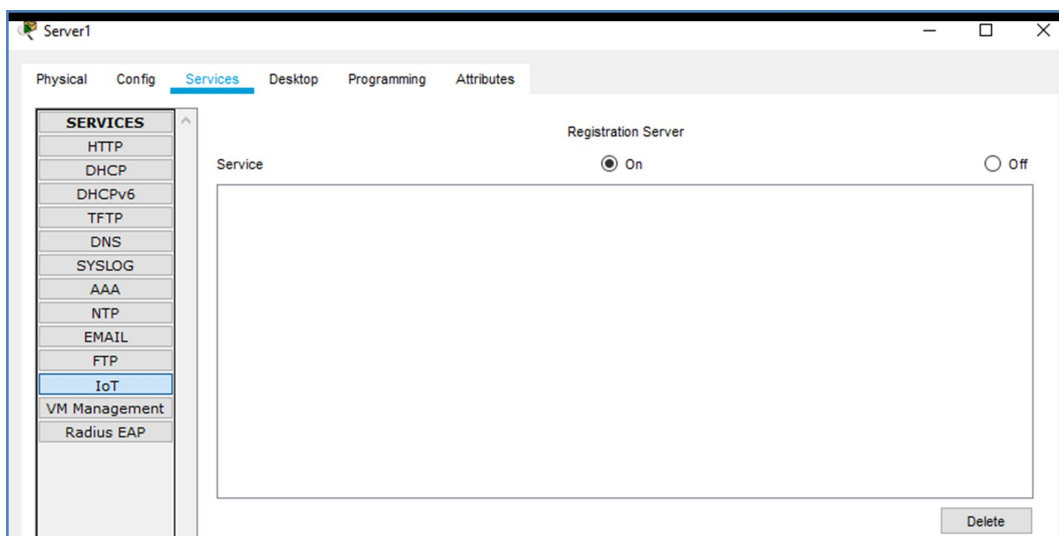 Server1
Physical Config Services Desktop Programming Attributes
SERVICES
HTTP
DHCP
DHCPv6
TFTP
DNS
SYSLOG
AAA
NTP
EMAIL
FTP
IoT
VM Management
Radius EAP
Registration Server
Service On Off
Delete